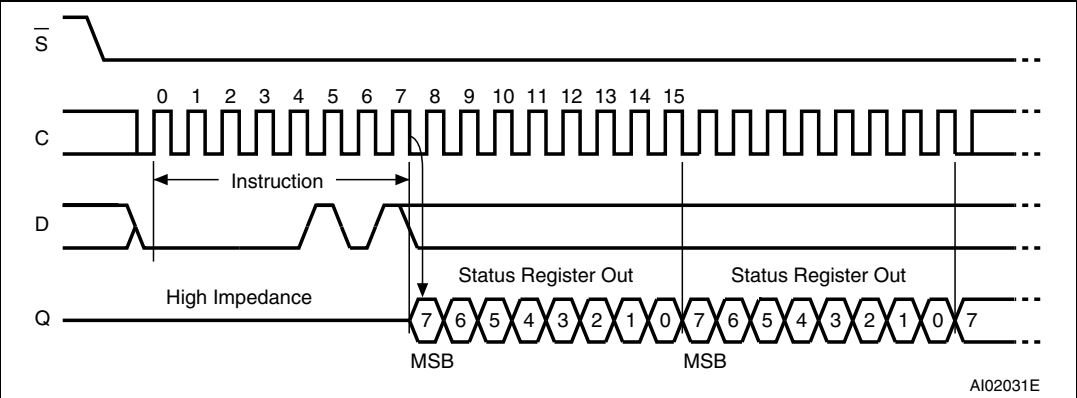 S
0 1 2 3 4 5 6 7 8 9 10 11 12 13 14 15
C
Instruction
D
Status Register Out Status Register Out
High Impedance
Q 7 6 5 4 3 2 1 0 7 6 5 4 3 2 1 0 7
MSB MSB
AI02031E